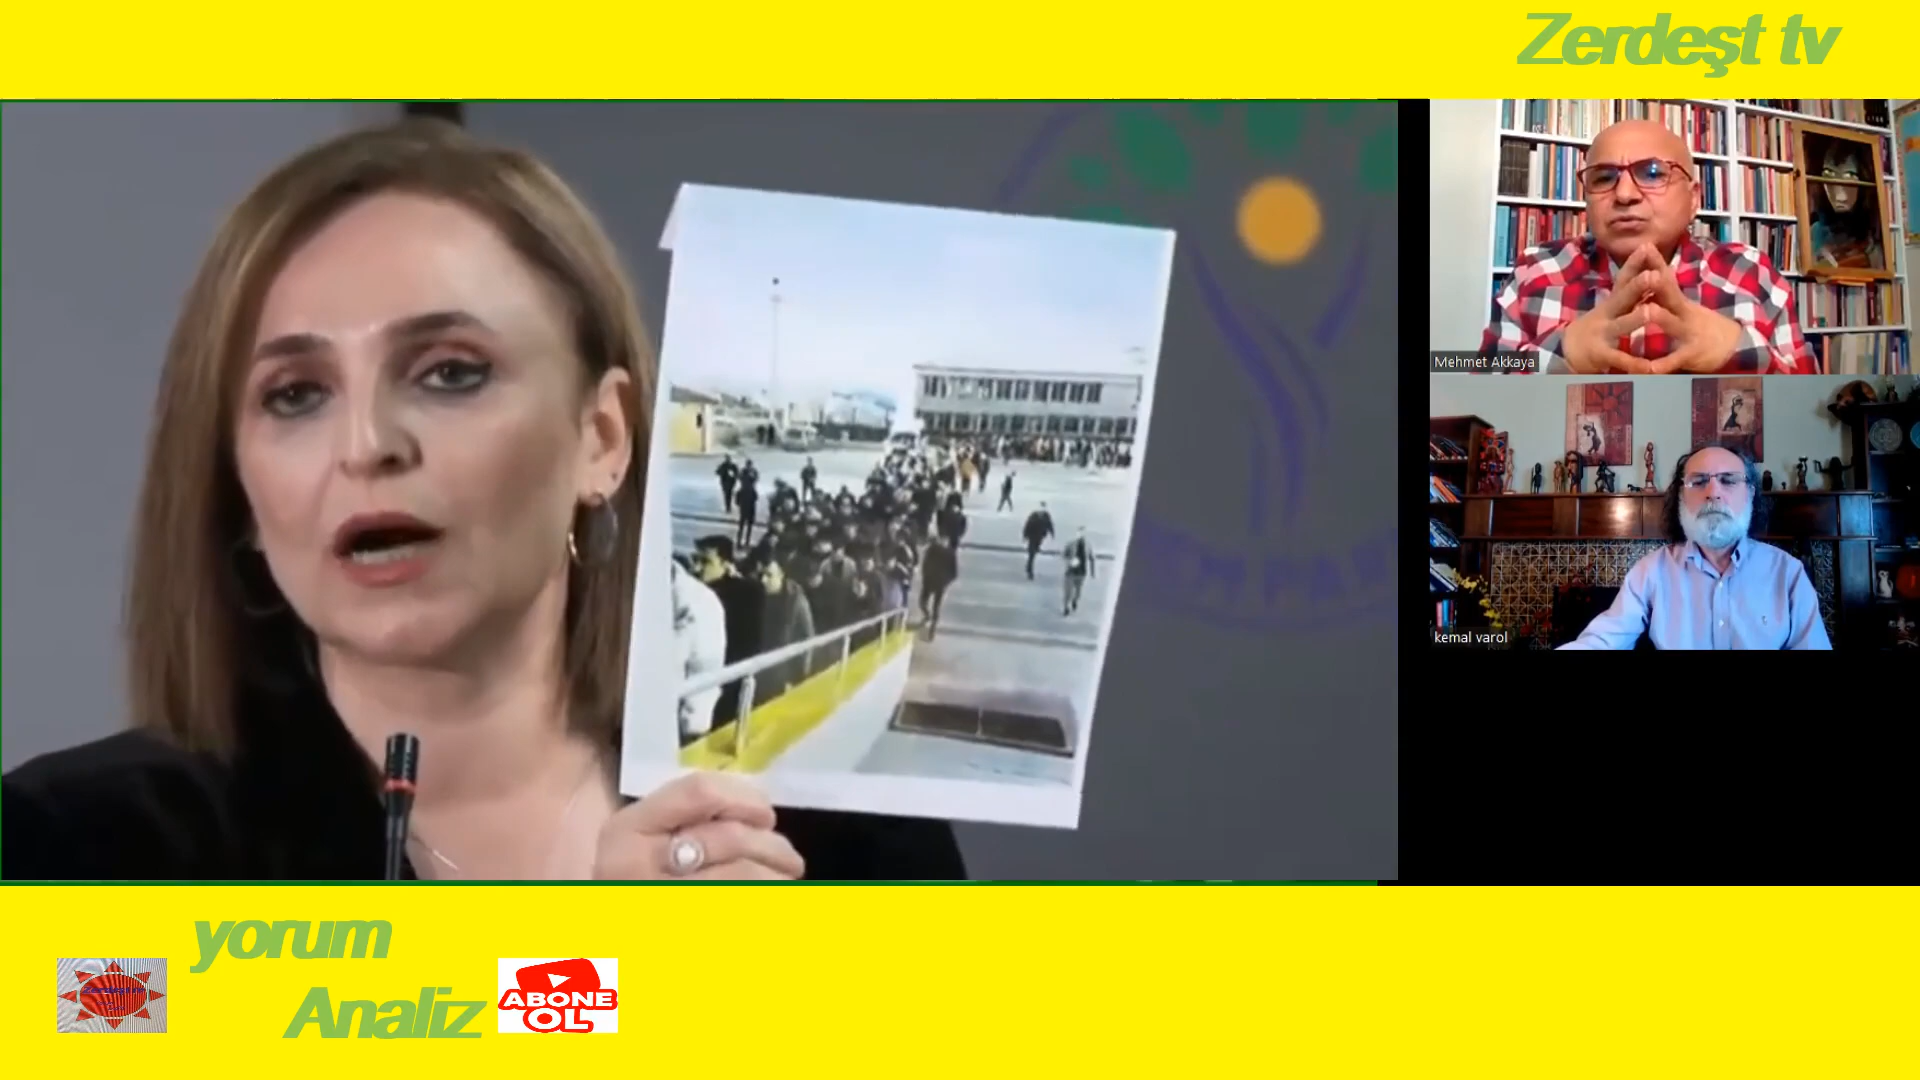 Zerdeşt tv
Mehmet Akkaya
kemal varol
yorum
Analiz
ABONE
OL